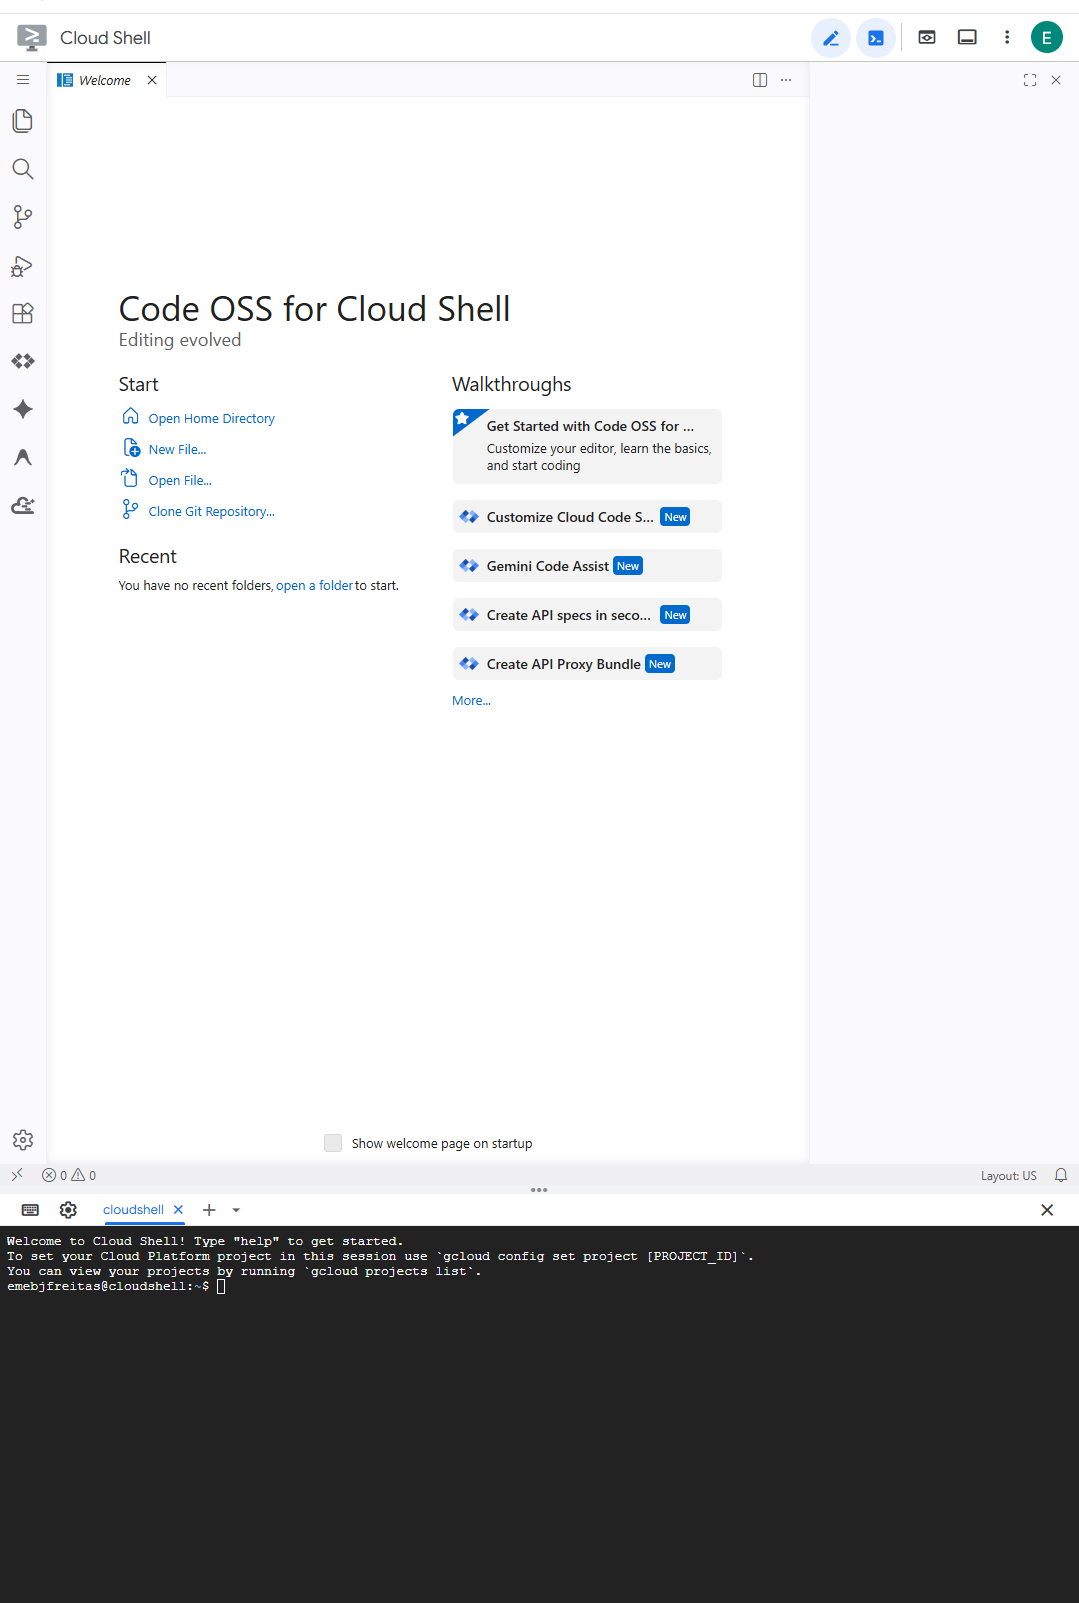 Cloud Shell
E
Welcome
Code OSS for Cloud Shell
Editing evolved
Start
Open Home Directory
New File...
Open File...
Clone Git Repository...
Recent
You have no recent folders, open a folder to start.
Walkthroughs
Get Started with Code OSS for ...
Customize your editor, learn the basics,
and start coding
Customize Cloud Code S... New
Gemini Code Assist New
Create API specs in seco... New
Create API Proxy Bundle New
More...
Show welcome page on startup
0 0
Layout: US
cloudshell
Welcome to Cloud Shell! Type "help" to get started.
To set your Cloud Platform project in this session use `gcloud config set project [PROJECT_ID]`.
You can view your projects by running `gcloud projects list`.
emebjfreitas@cloudshell:~$